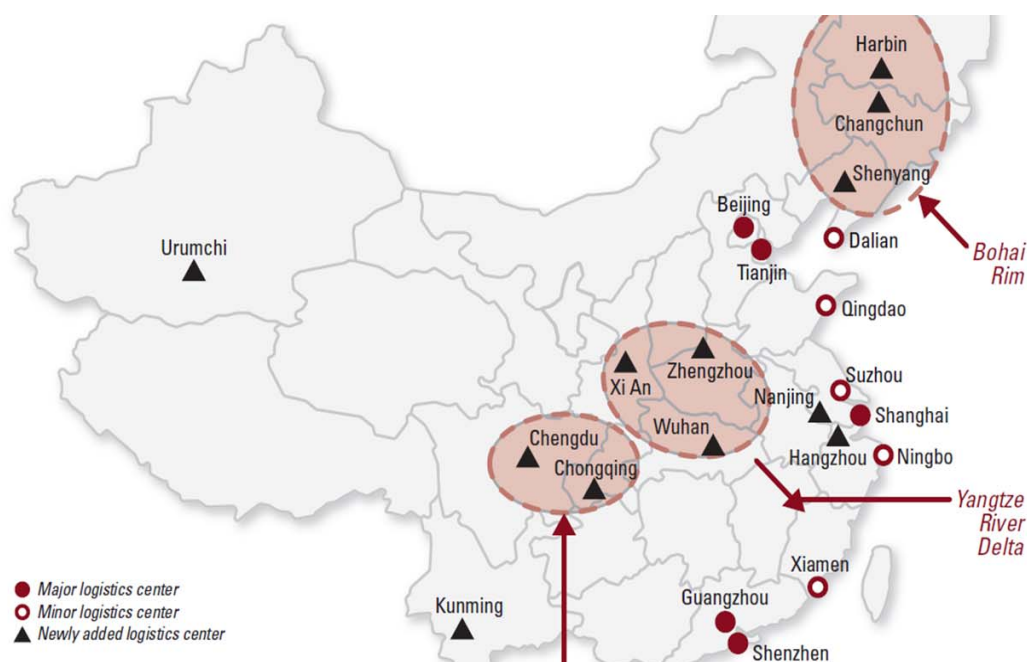 Harbin
Changchun
Shenyang
Beijing
Dalian
Bohai
Rim
Tianjin
Urumchi
Qingdao
Zhengzhou
Xi An
Suzhou
Nanjing
Shanghai
Wuhan
Chengdu
Hangzhou
Ningbo
Chongqing
Yangtze
River
Delta
Xiamen
Major logistics center
Minor logistics center
Newly added logistics center
Kunming
Guangzhou
Shenzhen